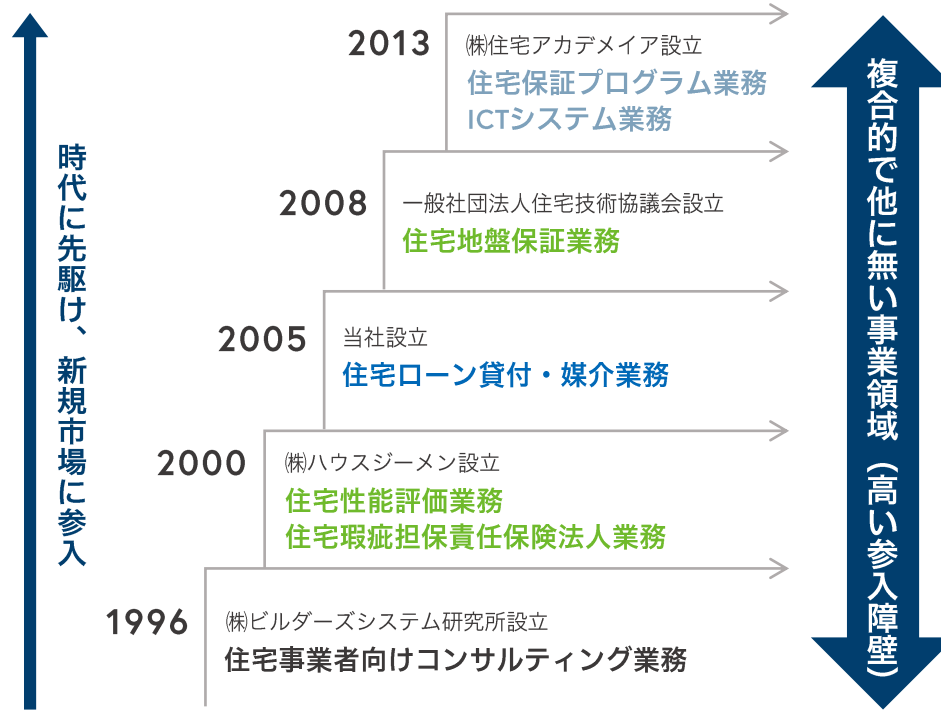 時代に先駆け、新規市場に参入
2013
㈱住宅アカデメイア設立
住宅保証プログラム業務
ICTシステム業務
2008
一般社団法人住宅技術協議会設立
住宅地盤保証業務
2005
当社設立
住宅ローン貸付・媒介業務
2000
㈱ハウスジーメン設立
住宅性能評価業務
住宅瑕疵担保責任保険法人業務
1996
㈱ビルダーズシステム研究所設立
住宅事業者向けコンサルティング業務
複合的で他に無い事業領域（高い参入障壁）